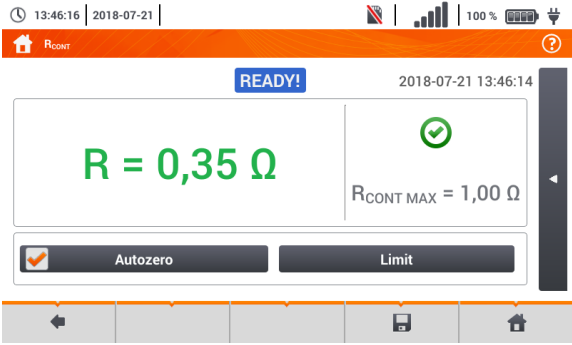 13:46:16 2018-07-21 100 %
RCONT ?
READY! 2018-07-21 13:46:14
R = 0,35 Ω
RCONT MAX = 1,00 Ω
Autozero Limit